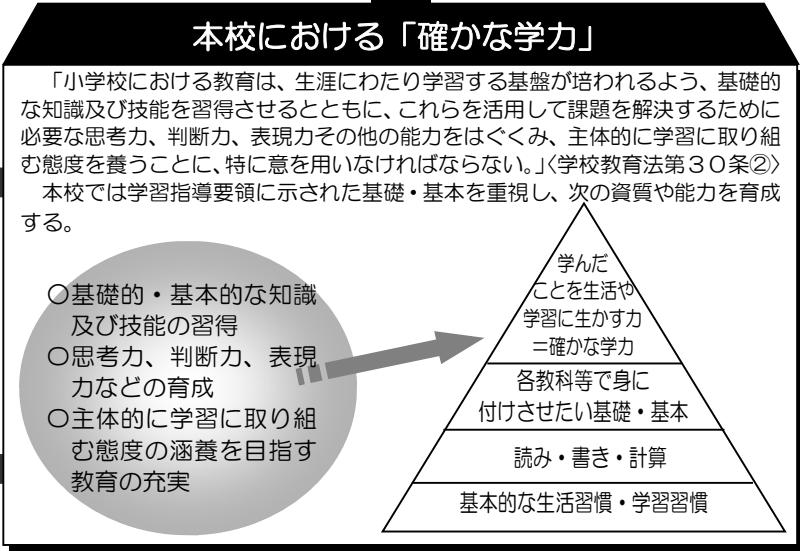 本校における「確かな学力」
「小学校における教育は、生涯にわたり学習する基盤が培われるよう、基礎的
な知識及び技能を習得させるとともに、これらを活用して課題を解決するために
必要な思考力、判断力、表現力その他の能力をはぐくみ、主体的に学習に取り組
む態度を養うことに、特に意を用いなければならない。」〈学校教育法第３０条②〉
本校では学習指導要領に示された基礎・基本を重視し、次の資質や能力を育成
する。
○基礎的・基本的な知識
及び技能の習得
○思考力、判断力、表現
力などの育成
○主体的に学習に取り組
む態度の涵養を目指す
教育の充実
学んだ
ことを生活や
学習に生かす力
＝確かな学力
各教科等で身に
付けさせたい基礎・基本
読み・書き・計算
基本的な生活習慣・学習習慣